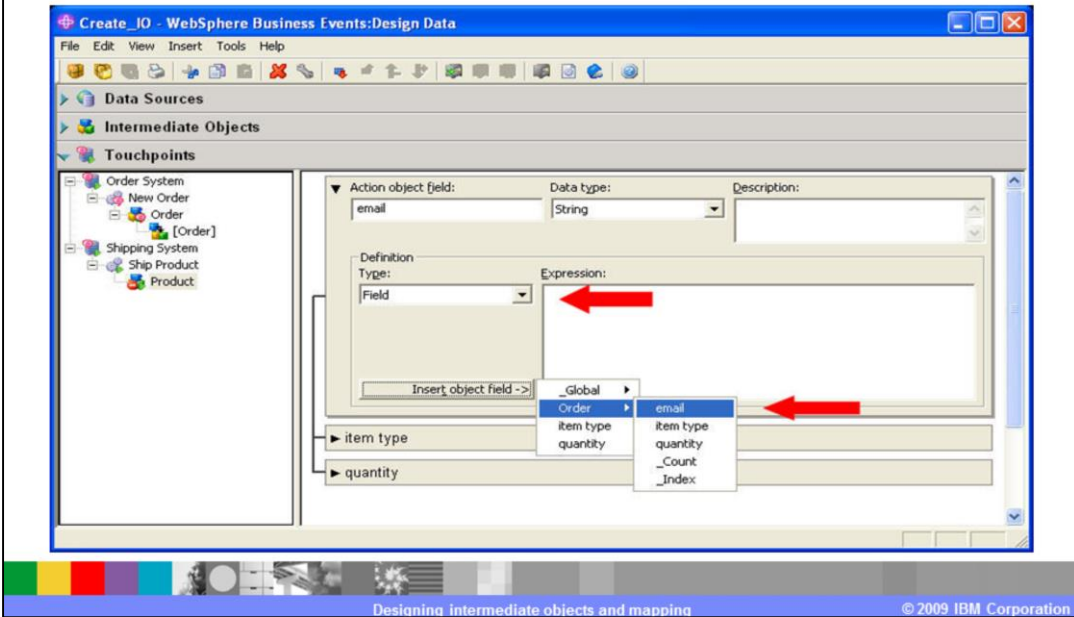 Create_IO - WebSphere Business Events:Design Data
File Edit View Insert Tools Help
Data Sources
Intermediate Objects
Touchpoints
Order System
New Order
Order
[Order]
Shipping System
Ship Product
Product
Action object field: Data type: Description:
email String
Definition
Type: Expression:
Field
Insert object field ->
_Global
Order
item type
quantity
email
item type
quantity
_Count
_Index
item type
quantity
Designing intermediate objects and mapping © 2009 IBM Corporation